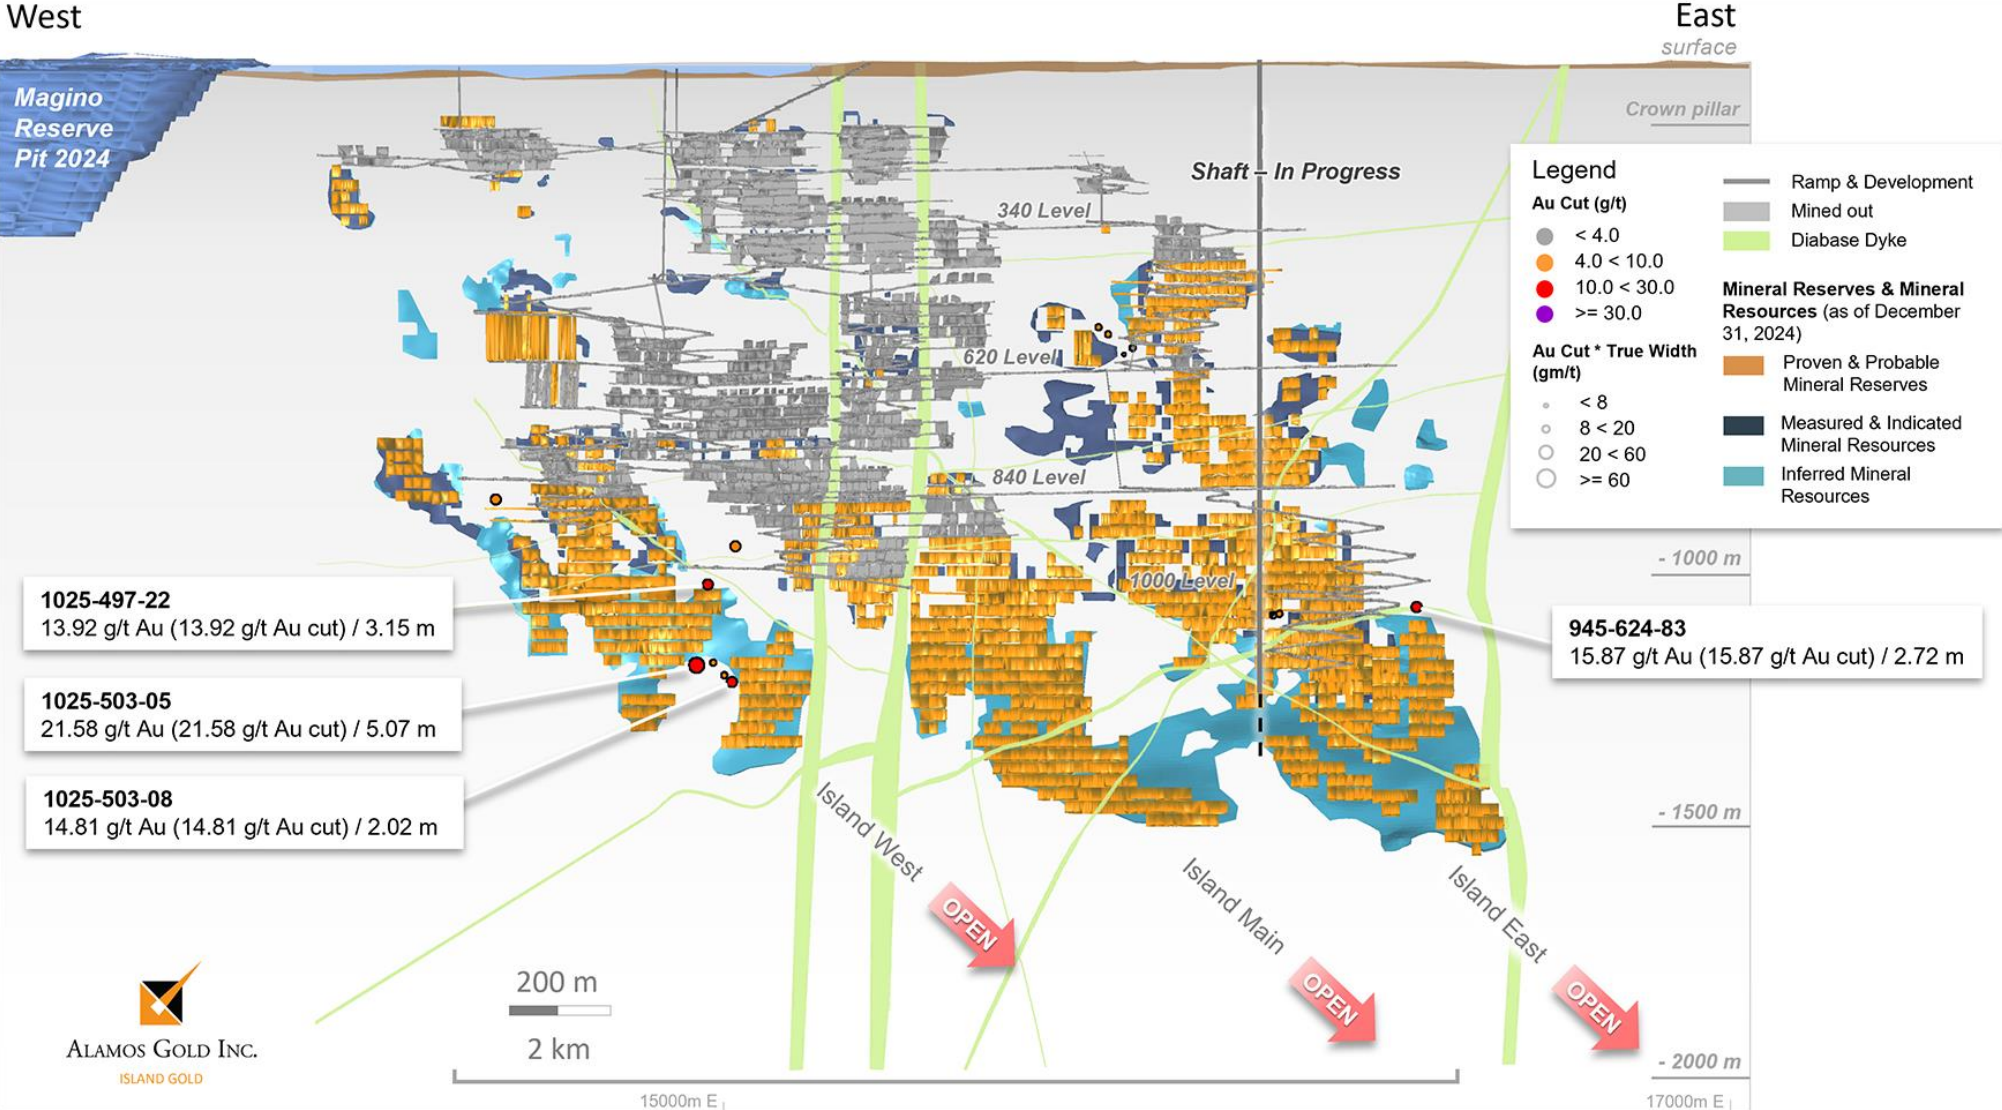 West
East
surface
Magino
Reserve
Pit 2024
Crown pillar
Shaft – In Progress
340 Level
620 Level
840 Level
1000 Level
Legend
Au Cut (g/t)
< 4.0
4.0 < 10.0
10.0 < 30.0
>= 30.0
Au Cut * True Width
(gm/t)
< 8
8 < 20
20 < 60
>= 60
Ramp & Development
Mined out
Diabase Dyke
Mineral Reserves & Mineral
Resources (as of December
31, 2024)
Proven & Probable
Mineral Reserves
Measured & Indicated
Mineral Resources
Inferred Mineral
Resources
- 1000 m
1025-497-22
13.92 g/t Au (13.92 g/t Au cut) / 3.15 m
1025-503-05
21.58 g/t Au (21.58 g/t Au cut) / 5.07 m
1025-503-08
14.81 g/t Au (14.81 g/t Au cut) / 2.02 m
945-624-83
15.87 g/t Au (15.87 g/t Au cut) / 2.72 m
- 1500 m
Island West
OPEN
Island Main
OPEN
Island East
OPEN
200 m
2 km
ALAMOS GOLD INC.
ISLAND GOLD
- 2000 m
15000m E
17000m E